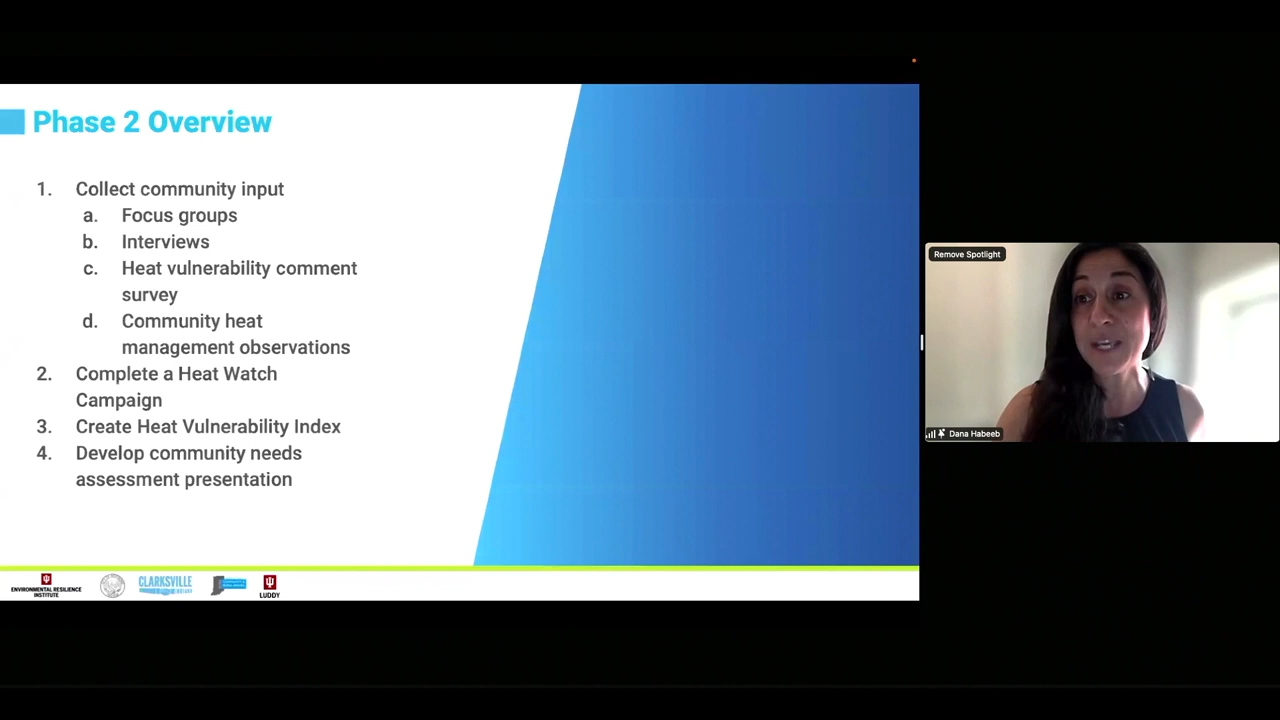 Phase 2 Overview
1. Collect community input
a. Focus groups
b. Interviews
c. Heat vulnerability comment
survey
d. Community heat
management observations
2. Complete a Heat Watch
Campaign
3. Create Heat Vulnerability Index
4. Develop community needs
assessment presentation
ENVIRONMENTAL RESILIENCE
INSTITUTE
CLARKSVILLE
LUDDY
Remove Spotlight
Dana Habeeb